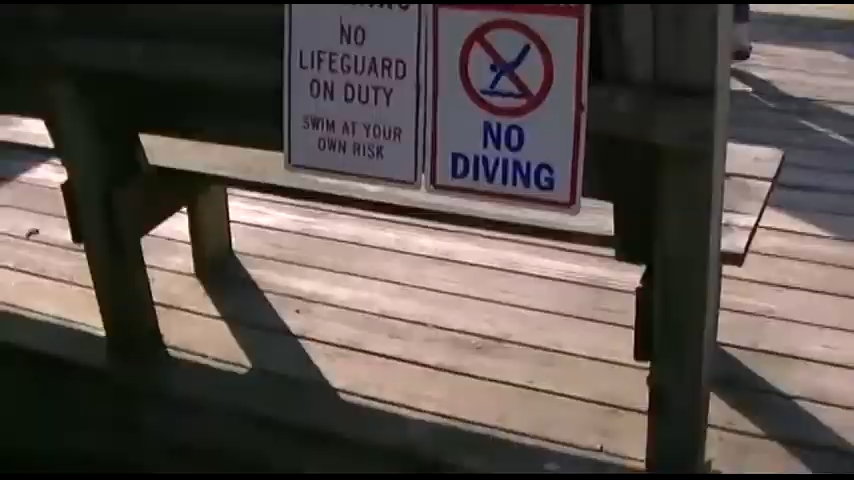 NO
LIFEGUARD
ON DUTY
SWIM AT YOUR
OWN RISK
NO
DIVING